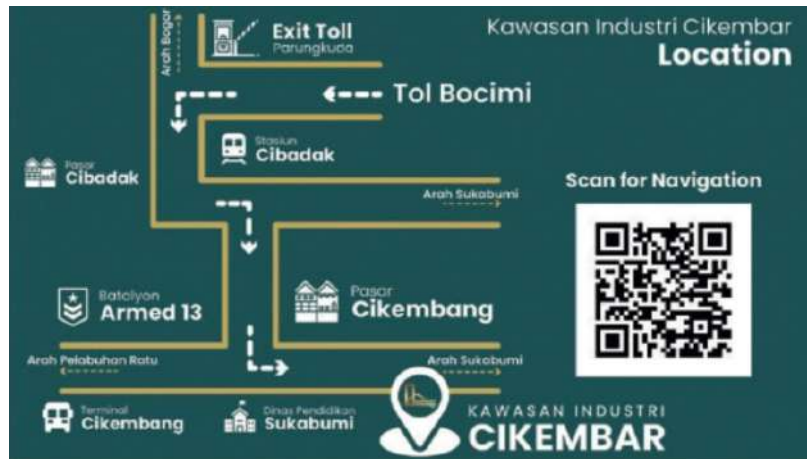 Kawasan Industri Cikembar
Location
Arah Bogor
Exit Toll
Parungkuda
Tol Bocimi
Stasiun
Cibadak
Pasar
Cibadak
Arah Sukabumi
Scan for Navigation
Batalyon
Armed 13
Pasar
Cikembang
Arah Pelabuhan Ratu
Arah Sukabumi
Terminal
Cikembang
Dinas Pendidikan
Sukabumi
KAWASAN INDUSTRI
CIKEMBAR